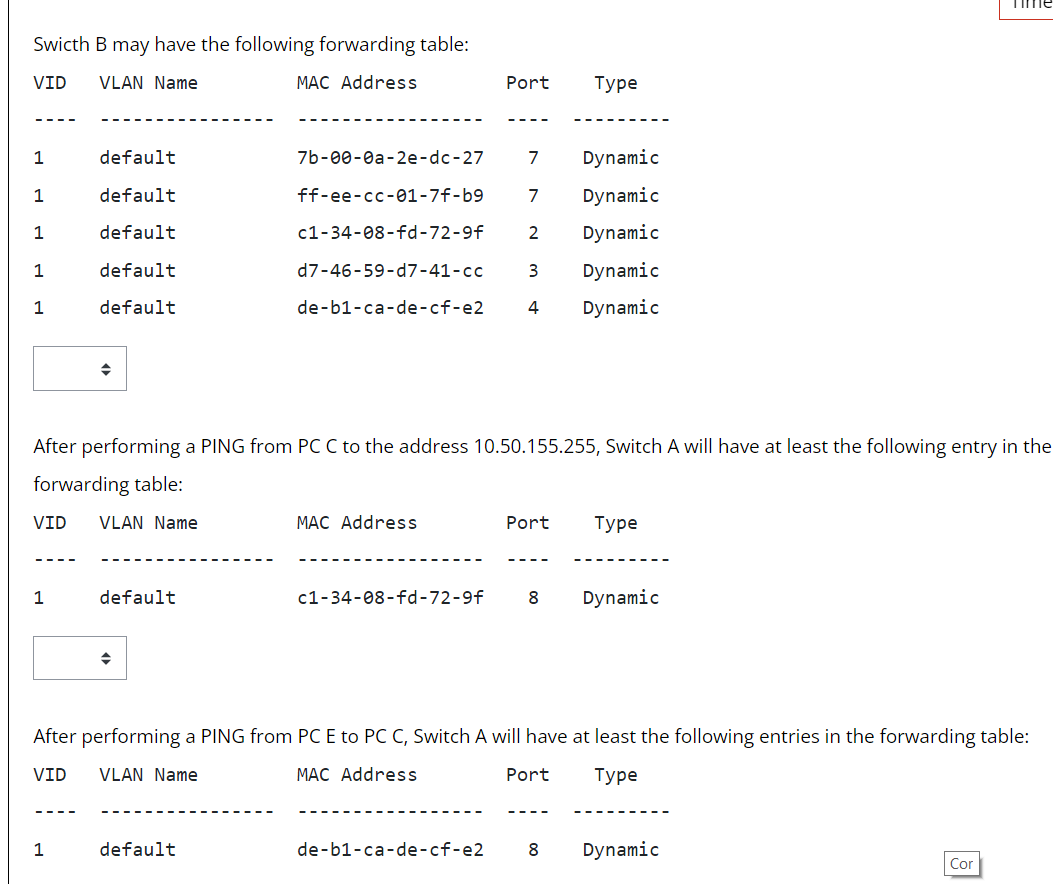 Time
Swicth B may have the following forwarding table:
VID VLAN Name MAC Address Port Type
---- ---------------- ----------------- ---- ---------
1 default 7b-00-0a-2e-dc-27 7 Dynamic
1 default ff-ee-cc-01-7f-b9 7 Dynamic
1 default c1-34-08-fd-72-9f 2 Dynamic
1 default d7-46-59-d7-41-cc 3 Dynamic
1 default de-b1-ca-de-cf-e2 4 Dynamic
After performing a PING from PC C to the address 10.50.155.255, Switch A will have at least the following entry in the
forwarding table:
VID VLAN Name MAC Address Port Type
---- ---------------- ----------------- ---- ---------
1 default c1-34-08-fd-72-9f 8 Dynamic
After performing a PING from PC E to PC C, Switch A will have at least the following entries in the forwarding table:
VID VLAN Name MAC Address Port Type
---- ---------------- ----------------- ---- ---------
1 default de-b1-ca-de-cf-e2 8 Dynamic
Cor